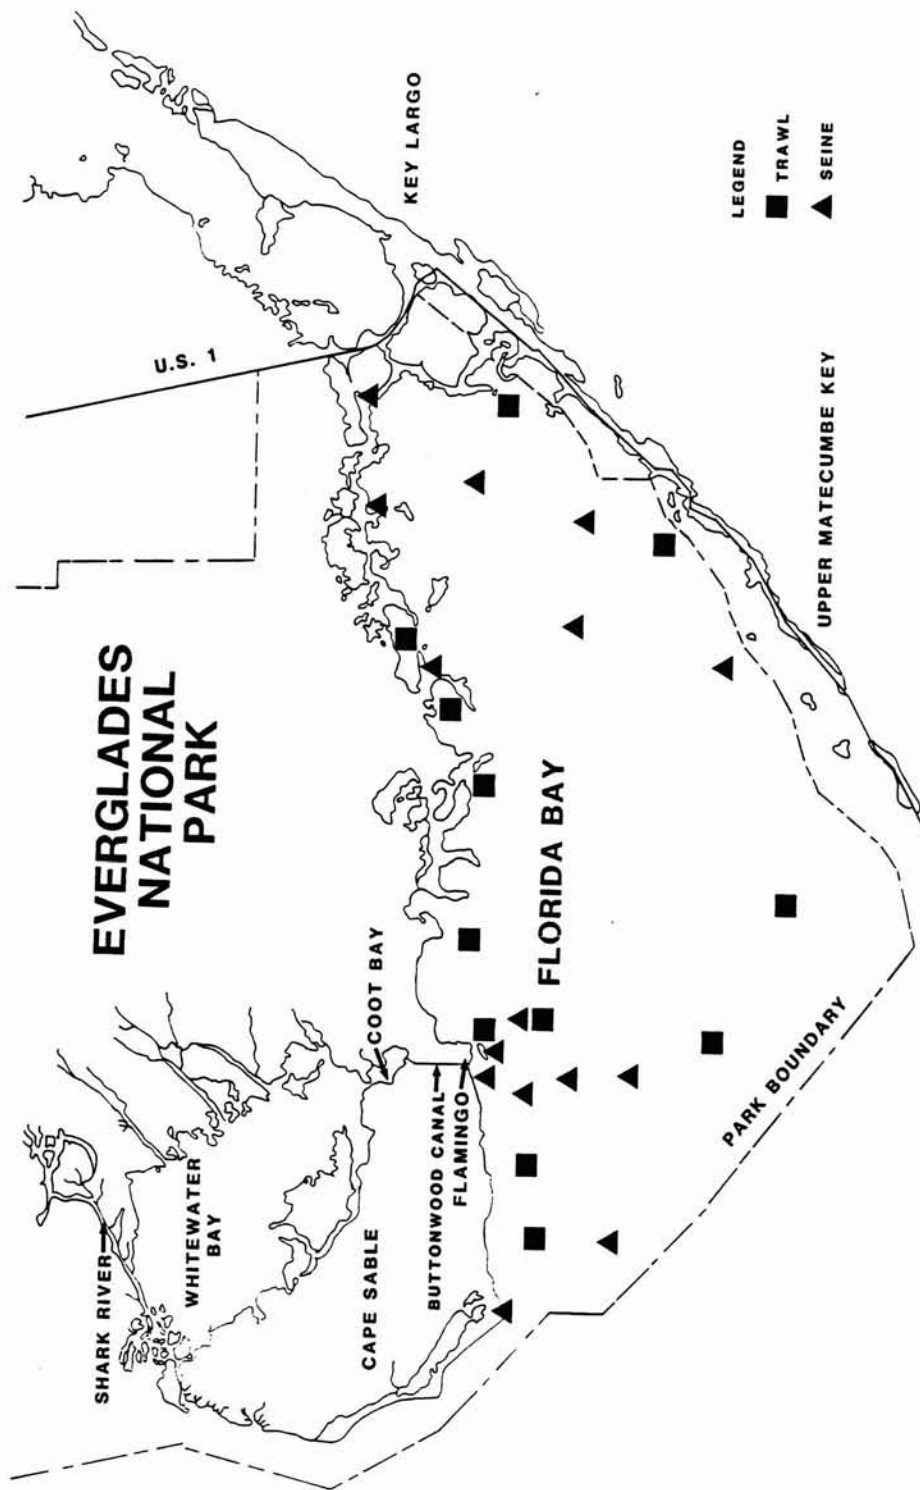 EVERGLADES
NATIONAL
PARK
U.S. 1
KEY LARGO
SHARK RIVER
WHITEWATER
BAY
COOT BAY
CAPE SABLE
BUTTONWOOD CANAL
FLAMINGO
FLORIDA BAY
PARK BOUNDARY
UPPER MATECUMBE KEY
LEGEND
TRAWL
SEINE